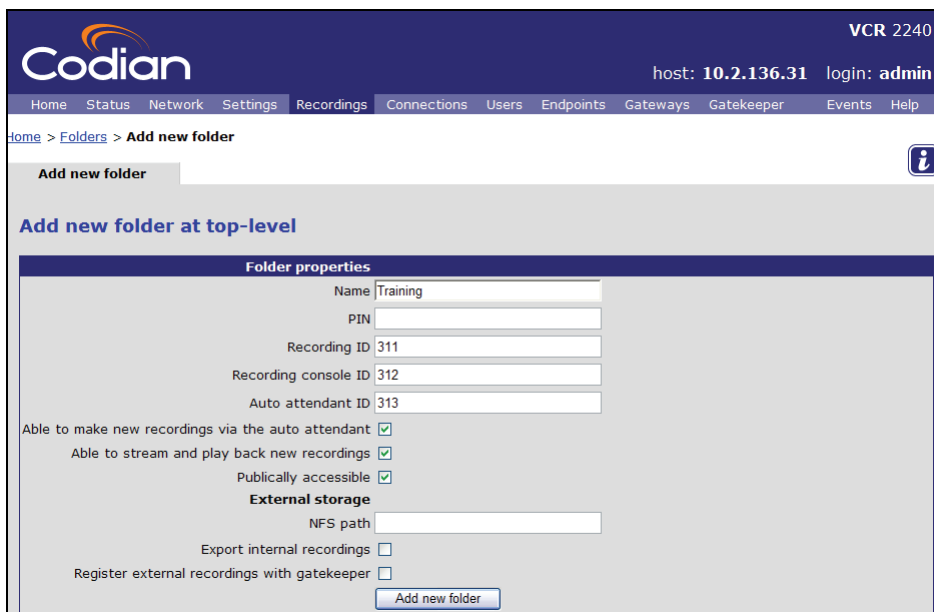 Codian
VCR 2240
host: 10.2.136.31 login: admin
Home Status Network Settings Recordings Connections Users Endpoints Gateways Gatekeeper Events Help
Home > Folders > Add new folder
i
Add new folder
Add new folder at top-level
Folder properties
Name Training
PIN
Recording ID 311
Recording console ID 312
Auto attendant ID 313
Able to make new recordings via the auto attendant
Able to stream and play back new recordings
Publically accessible
External storage
NFS path
Export internal recordings
Register external recordings with gatekeeper
Add new folder